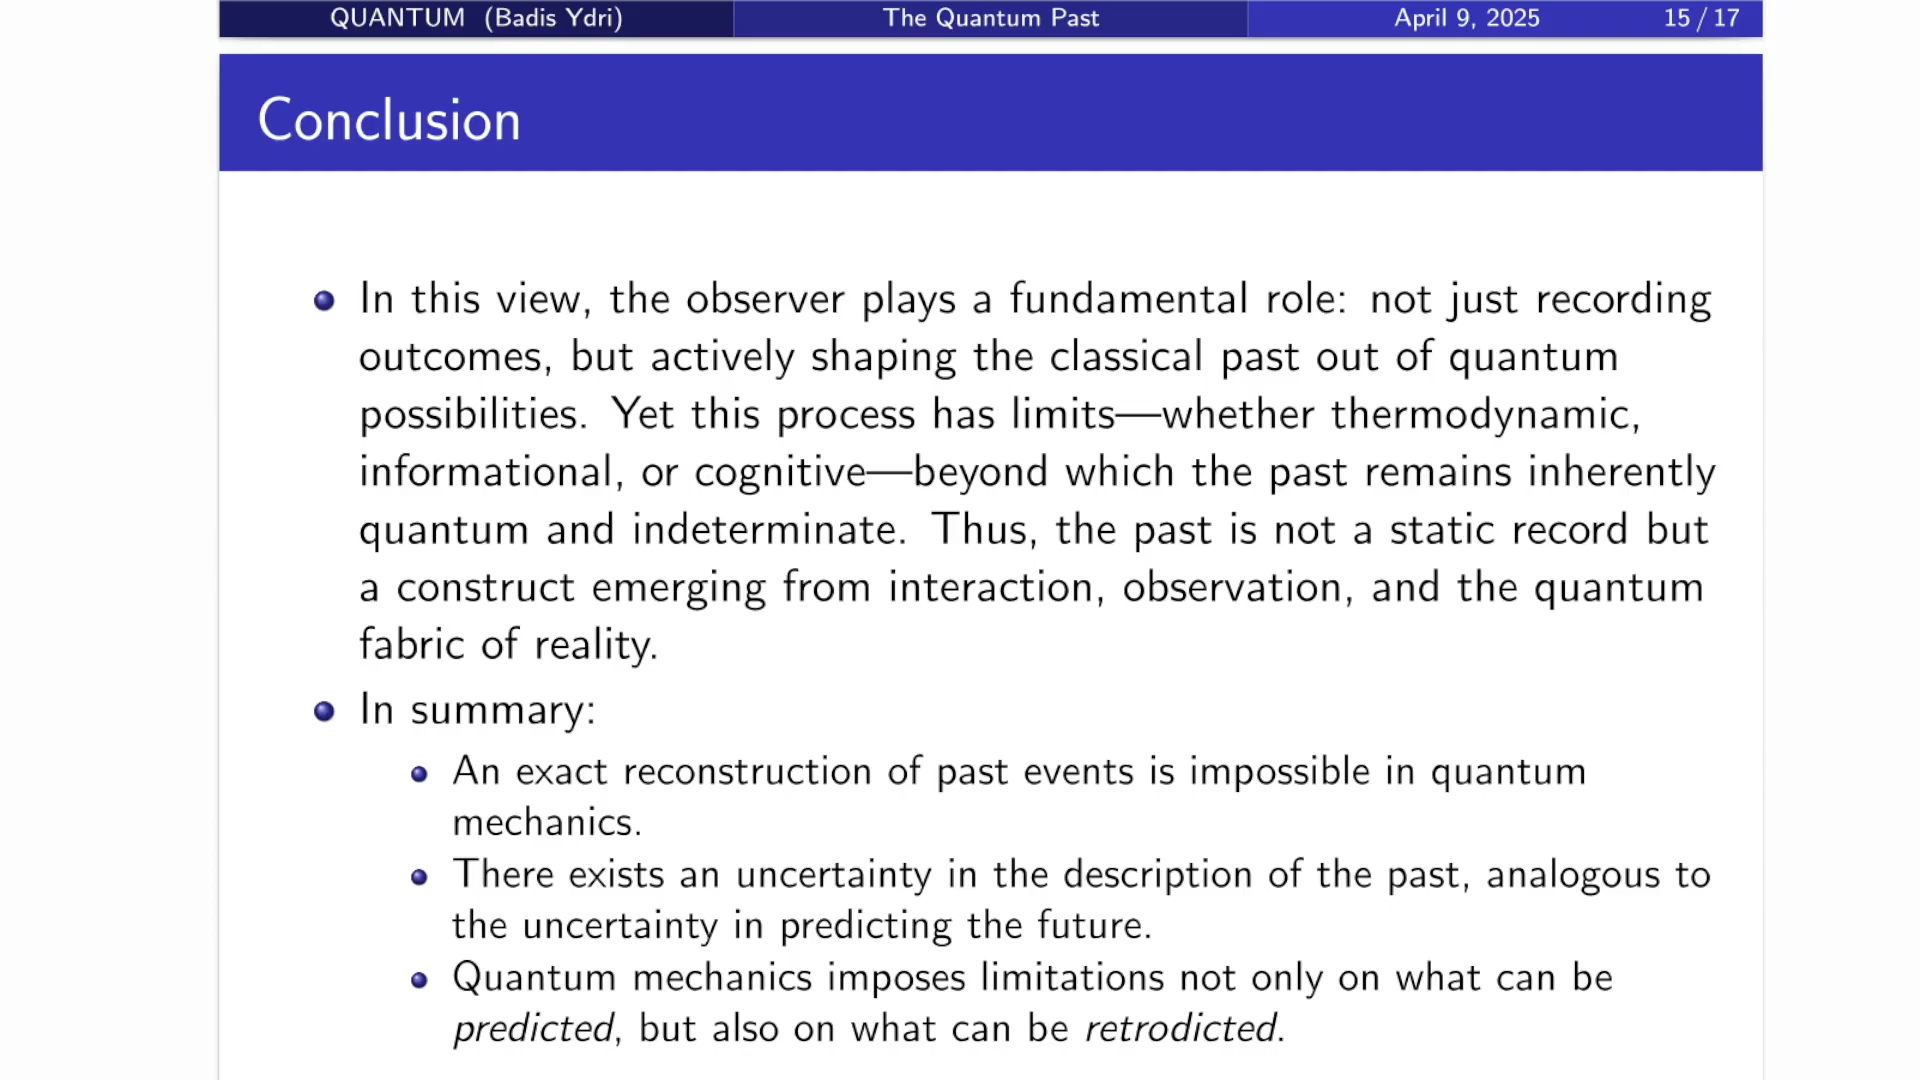 QUANTUM (Badis Ydri) The Quantum Past April 9, 2025 15 / 17
Conclusion
In this view, the observer plays a fundamental role: not just recording
outcomes, but actively shaping the classical past out of quantum
possibilities. Yet this process has limits—whether thermodynamic,
informational, or cognitive—beyond which the past remains inherently
quantum and indeterminate. Thus, the past is not a static record but
a construct emerging from interaction, observation, and the quantum
fabric of reality.
In summary:
An exact reconstruction of past events is impossible in quantum
mechanics.
There exists an uncertainty in the description of the past, analogous to
the uncertainty in predicting the future.
Quantum mechanics imposes limitations not only on what can be
predicted, but also on what can be retrodicted.